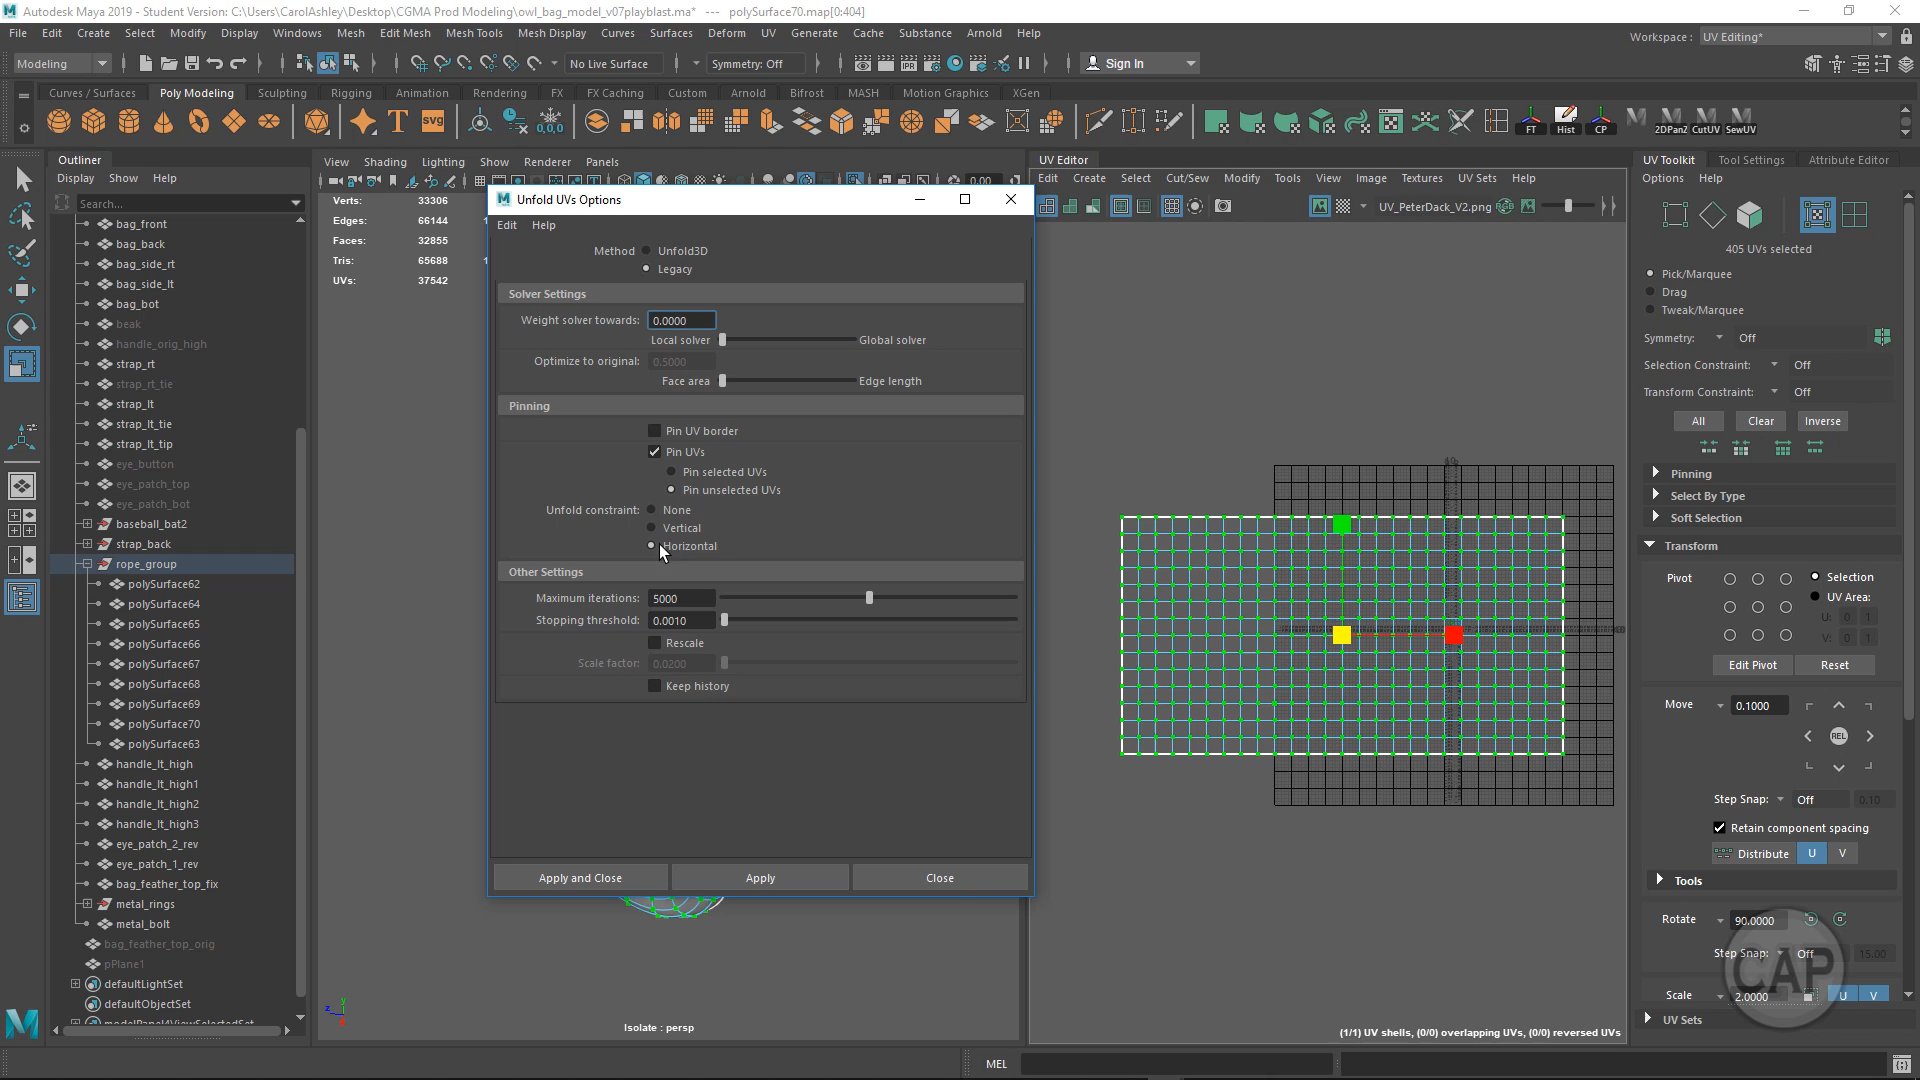 Autodesk Maya 2019 - Student Version: C:\Users\CarolAshley\Desktop\CGMA Prod Modeling\owl_bag_model_v07playblast.ma* --- polySurface70.map[0:404]
File Edit Create Select Modify Display Windows Mesh Edit Mesh Mesh Tools Mesh Display Curves Surfaces Deform UV Generate Cache Substance Arnold Help
Workspace : UV Editing*
Modeling No Live Surface Symmetry: Off IPR Sign In
Curves / Surfaces Poly Modeling Sculpting Rigging Animation Rendering FX FX Caching Custom Arnold Bifrost MASH Motion Graphics XGen
T svg 0,0,0 FT Hist CP 2DPan2 CutUV SewUV
Outliner
Display Show Help
Search...
bag_front
bag_back
bag_side_rt
bag_side_lt
bag_bot
beak
handle_orig_high
strap_rt
strap_rt_tie
strap_lt
strap_lt_tie
strap_lt_tip
eye_button
eye_patch_top
eye_patch_bot
baseball_bat2
strap_back
rope_group
polySurface62
polySurface64
polySurface65
polySurface66
polySurface67
polySurface68
polySurface69
polySurface70
polySurface63
handle_lt_high
handle_lt_high1
handle_lt_high2
handle_lt_high3
eye_patch_2_rev
eye_patch_1_rev
bag_feather_top_fix
metal_rings
metal_bolt
bag_feather_top_orig
pPlane1
defaultLightSet
defaultObjectSet
modelPanel4ViewSelectedSet
View Shading Lighting Show Renderer Panels
0.00
Verts: 33306
Edges: 66144
Faces: 32855
Tris: 65688
UVs: 37542
Unfold UVs Options
Edit Help
Method Unfold3D
Legacy
Solver Settings
Weight solver towards: 0.0000
Local solver Global solver
Optimize to original: 0.5000
Face area Edge length
Pinning
Pin UV border
Pin UVs
Pin selected UVs
Pin unselected UVs
Unfold constraint: None
Vertical
Horizontal
Other Settings
Maximum iterations: 5000
Stopping threshold: 0.0010
Rescale
Scale factor: 0.0200
Keep history
Apply and Close Apply Close
Isolate : persp
UV Editor
Edit Create Select Cut/Sew Modify Tools View Image Textures UV Sets Help
UV_PeterDack_V2.png
(1/1) UV shells, (0/0) overlapping UVs, (0/0) reversed UVs
UV Toolkit Tool Settings Attribute Editor
Options Help
405 UVs selected
Pick/Marquee
Drag
Tweak/Marquee
Symmetry: Off
Selection Constraint: Off
Transform Constraint: Off
All Clear Inverse
Pinning
Select By Type
Soft Selection
Transform
Pivot Selection
UV Area:
U: 0 1
V: 0 1
Edit Pivot Reset
Move 0.1000
REL
Step Snap: Off 0.10
Retain component spacing
Distribute U V
Tools
Rotate 90.0000
Step Snap: Off 15.00
Scale 2.0000 U V
UV Sets
CAP
MEL